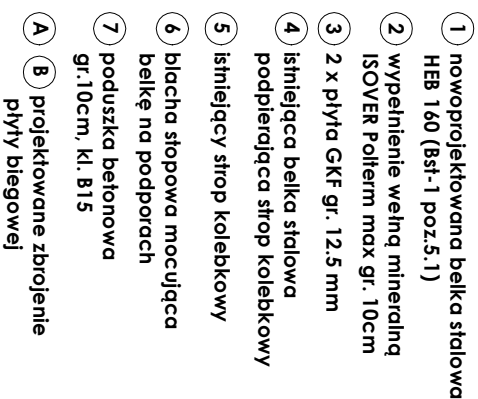 1 nowoprojektowana belka stalowa
HEB 160 (Bst-1 poz.5.1)
2 wypełnienie wełną mineralną
ISOVER Polterm max gr. 10cm
3 2 x płyta GKF gr. 12.5 mm
4 istniejąca belka stalowa
podpierająca strop kolebkowy
5 istniejący strop kolebkowy
6 blacha stopowa mocująca
belkę na podporach
7 poduszka betonowa
gr.10cm, kl. B15
A B projektowane zbrojenie
płyty biegowej